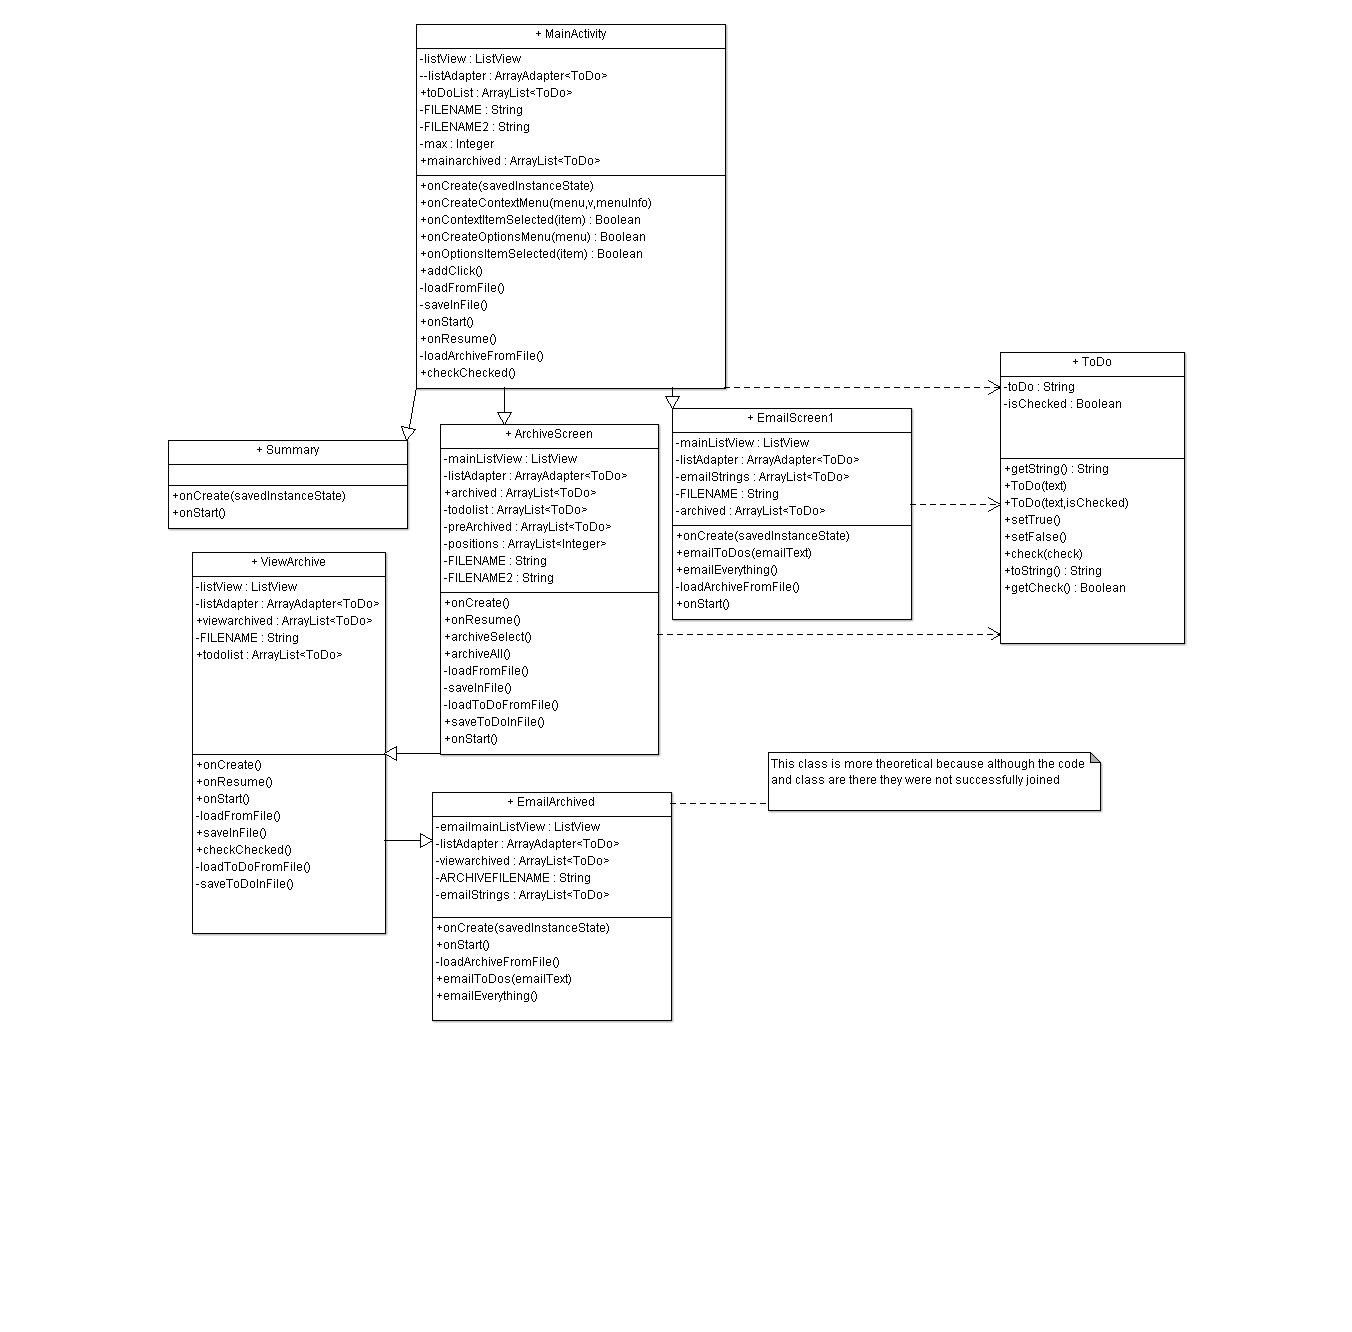 + MainActivity
-listView : ListView
--listAdapter : ArrayAdapter<ToDo>
+toDoList : ArrayList<ToDo>
-FILENAME : String
-FILENAME2 : String
-max : Integer
+mainarchived : ArrayList<ToDo>
+onCreate(savedInstanceState)
+onCreateContextMenu(menu,v,menuInfo)
+onContextItemSelected(item) : Boolean
+onCreateOptionsMenu(menu) : Boolean
+onOptionsItemSelected(item) : Boolean
+addClick()
-loadFromFile()
-saveInFile()
+onStart()
+onResume()
-loadArchiveFromFile()
+checkChecked()
+ Summary
+onCreate(savedInstanceState)
+onStart()
+ ArchiveScreen
-mainListView : ListView
-listAdapter : ArrayAdapter<ToDo>
+archived : ArrayList<ToDo>
-todolist : ArrayList<ToDo>
-preArchived : ArrayList<ToDo>
-positions : ArrayList<Integer>
-FILENAME : String
-FILENAME2 : String
+onCreate()
+onResume()
+archiveSelect()
+archiveAll()
-loadFromFile()
-saveInFile()
-loadToDoFromFile()
+saveToDoInFile()
+onStart()
+ EmailScreen1
-mainListView : ListView
-listAdapter : ArrayAdapter<ToDo>
-emailStrings : ArrayList<ToDo>
-FILENAME : String
-archived : ArrayList<ToDo>
+onCreate(savedInstanceState)
+emailToDos(emailText)
+emailEverything()
-loadArchiveFromFile()
+onStart()
+ ToDo
-toDo : String
-isChecked : Boolean
+getString() : String
+ToDo(text)
+ToDo(text,isChecked)
+setTrue()
+setFalse()
+check(check)
+toString() : String
+getCheck() : Boolean
+ ViewArchive
-listView : ListView
-listAdapter : ArrayAdapter<ToDo>
+viewarchived : ArrayList<ToDo>
-FILENAME : String
+todolist : ArrayList<ToDo>
+onCreate()
+onResume()
+onStart()
-loadFromFile()
+saveInFile()
+checkChecked()
-loadToDoFromFile()
-saveToDoInFile()
+ EmailArchived
-emailmainListView : ListView
-listAdapter : ArrayAdapter<ToDo>
-viewarchived : ArrayList<ToDo>
-ARCHIVEFILENAME : String
-emailStrings : ArrayList<ToDo>
+onCreate(savedInstanceState)
+onStart()
-loadArchiveFromFile()
+emailToDos(emailText)
+emailEverything()
This class is more theoretical because although the code
and class are there they were not successfully joined